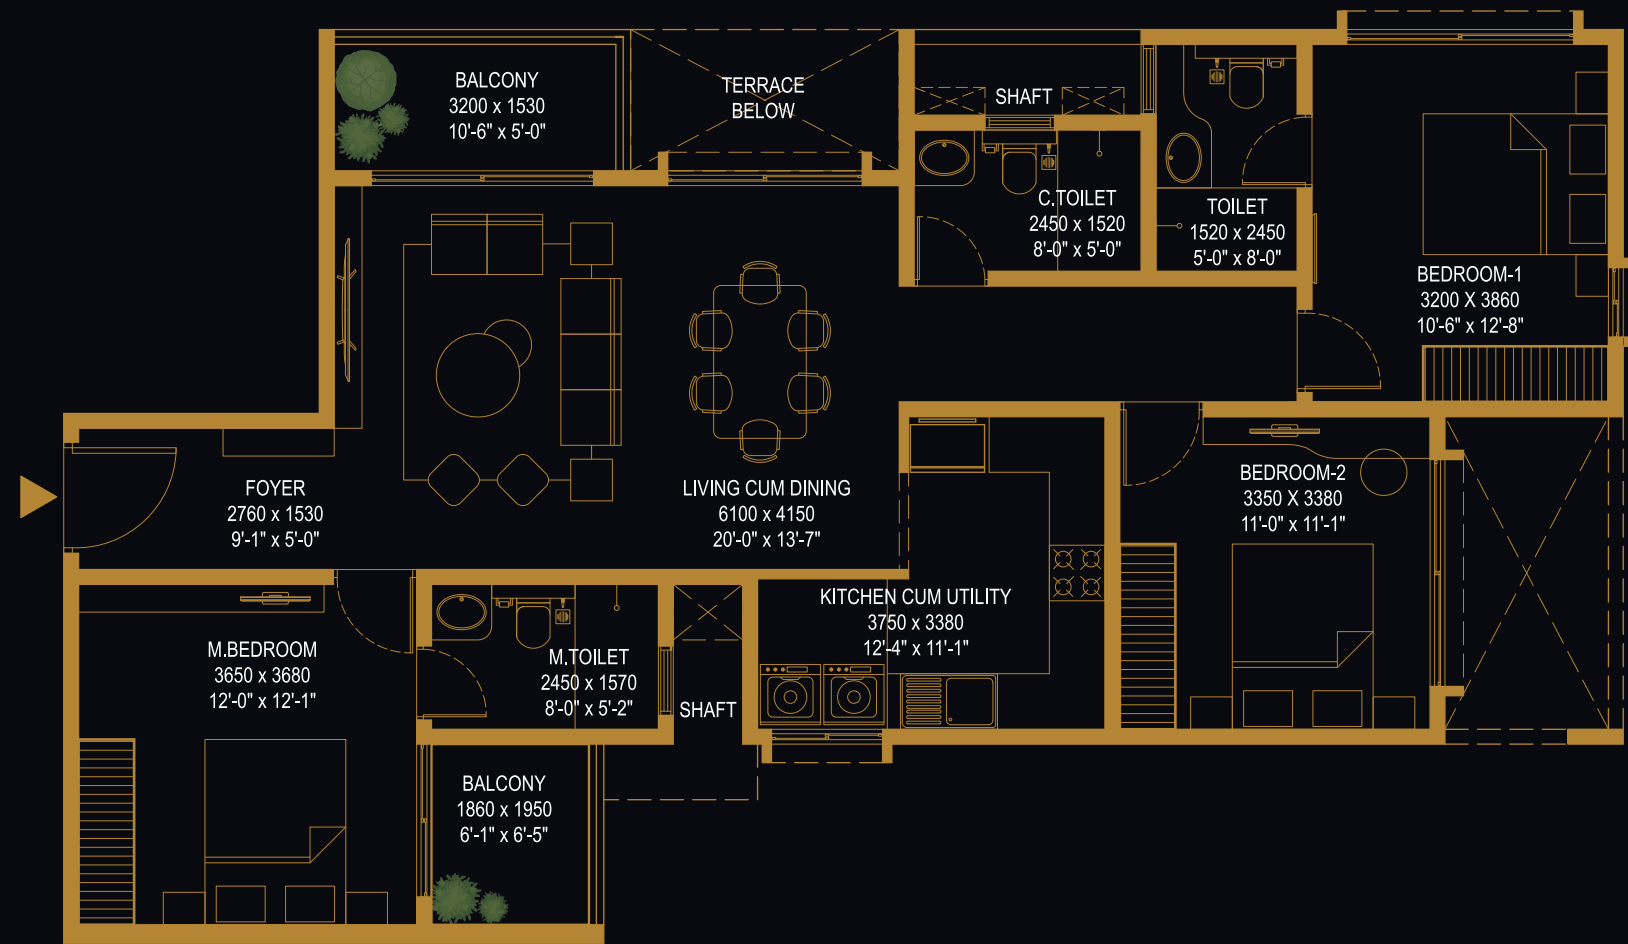 BALCONY
3200 x 1530
10'-6" x 5'-0"
TERRACE
BELOW
SHAFT
C.TOILET
2450 x 1520
8'-0" x 5'-0"
TOILET
1520 x 2450
5'-0" x 8'-0"
BEDROOM-1
3200 X 3860
10'-6" x 12'-8"
FOYER
2760 x 1530
9'-1" x 5'-0"
LIVING CUM DINING
6100 x 4150
20'-0" x 13'-7"
BEDROOM-2
3350 X 3380
11'-0" x 11'-1"
KITCHEN CUM UTILITY
3750 x 3380
12'-4" x 11'-1"
M.BEDROOM
3650 x 3680
12'-0" x 12'-1"
M.TOILET
2450 x 1570
8'-0" x 5'-2"
SHAFT
BALCONY
1860 x 1950
6'-1" x 6'-5"